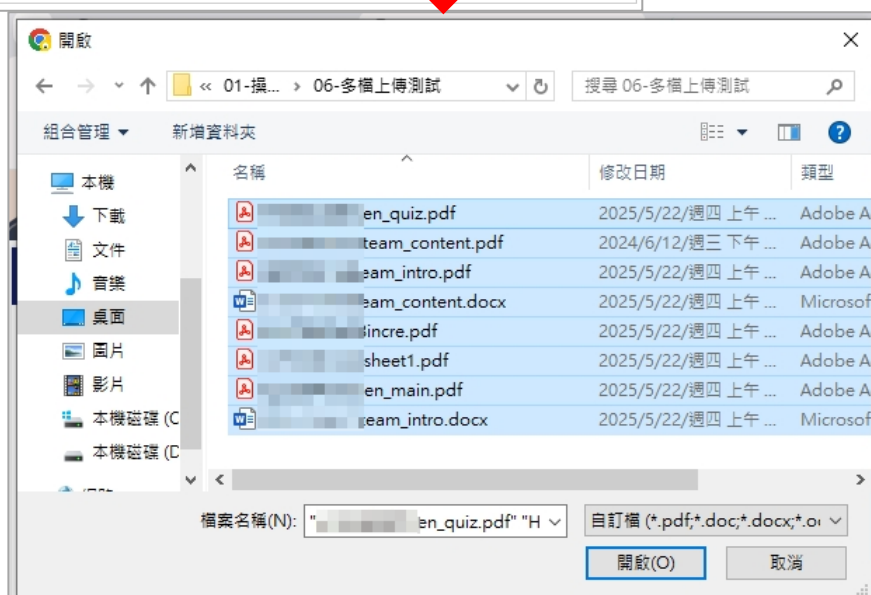 開啟
« 01-操... › 06-多檔上傳測試
搜尋 06-多檔上傳測試
組合管理 新增資料夾
名稱 修改日期 類型
本機
下載
文件
音樂
桌面
圖片
影片
本機磁碟 (C
本機磁碟 (D
en_quiz.pdf 2025/5/22/週四 上午 ... Adobe A
team_content.pdf 2024/6/12/週三 下午 ... Adobe A
eam_intro.pdf 2025/5/22/週四 上午 ... Adobe A
eam_content.docx 2025/5/22/週四 上午 ... Microsof
incre.pdf 2025/5/22/週四 上午 ... Adobe A
sheet1.pdf 2025/5/22/週四 上午 ... Adobe A
en_main.pdf 2025/5/22/週四 上午 ... Adobe A
team_intro.docx 2025/5/22/週四 上午 ... Microsof
檔案名稱(N): " en_quiz.pdf" "H
自訂檔 (*.pdf;*.doc;*.docx;*.o
開啟(O) 取消